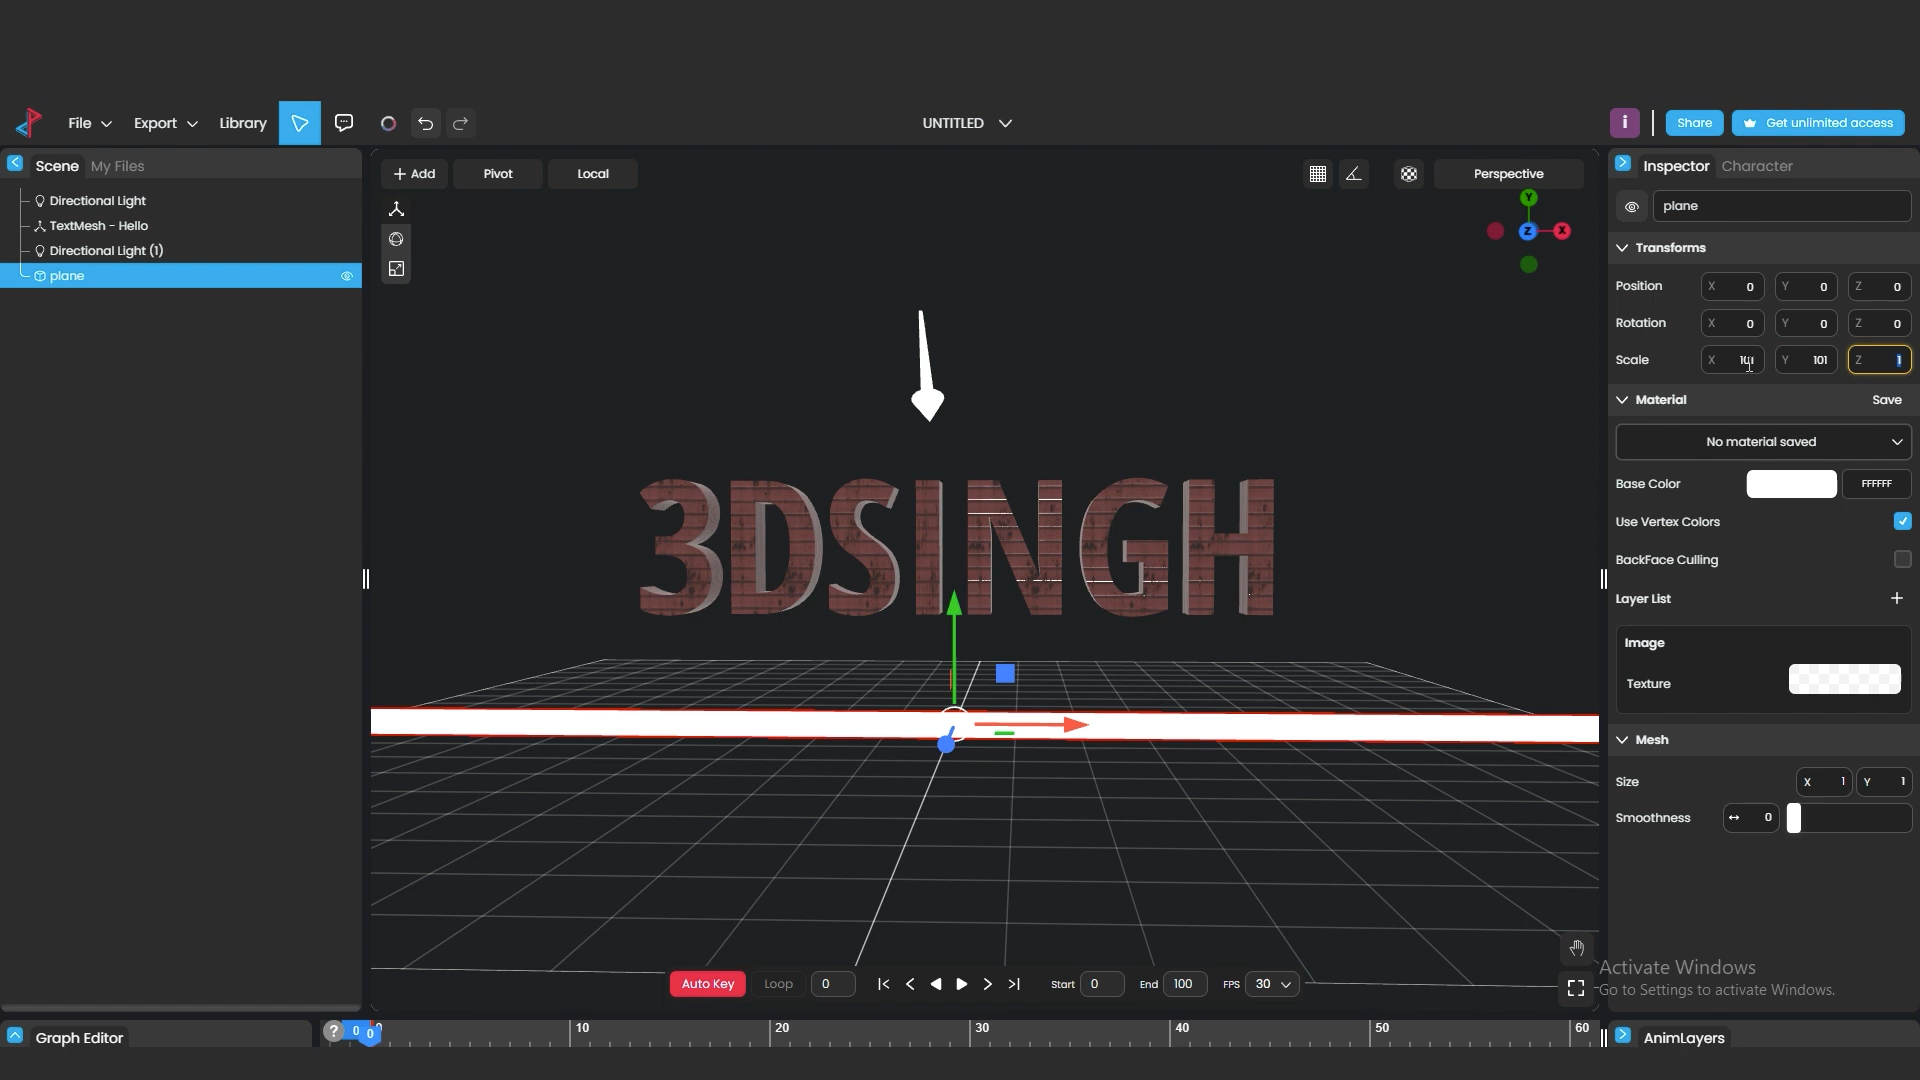 File Export Library UNTITLED i Share Get unlimited access
Scene My Files
Directional Light
TextMesh - Hello
Directional Light (1)
plane
+ Add Pivot Local Perspective
Y
Z X
3DSINGH
Auto Key Loop 0 Start 0 End 100 FPS 30
Inspector Character
plane
Transforms
Position X 0 Y 0 Z 0
Rotation X 0 Y 0 Z 0
Scale X 101 Y 101 Z 1
Material Save
No material saved
Base Color FFFFFF
Use Vertex Colors
BackFace Culling
Layer List +
Image
Texture
Mesh
Size X 1 Y 1
Smoothness 0
Activate Windows
Go to Settings to activate Windows.
Graph Editor ? 0 0 10 20 30 40 50 60 AnimLayers